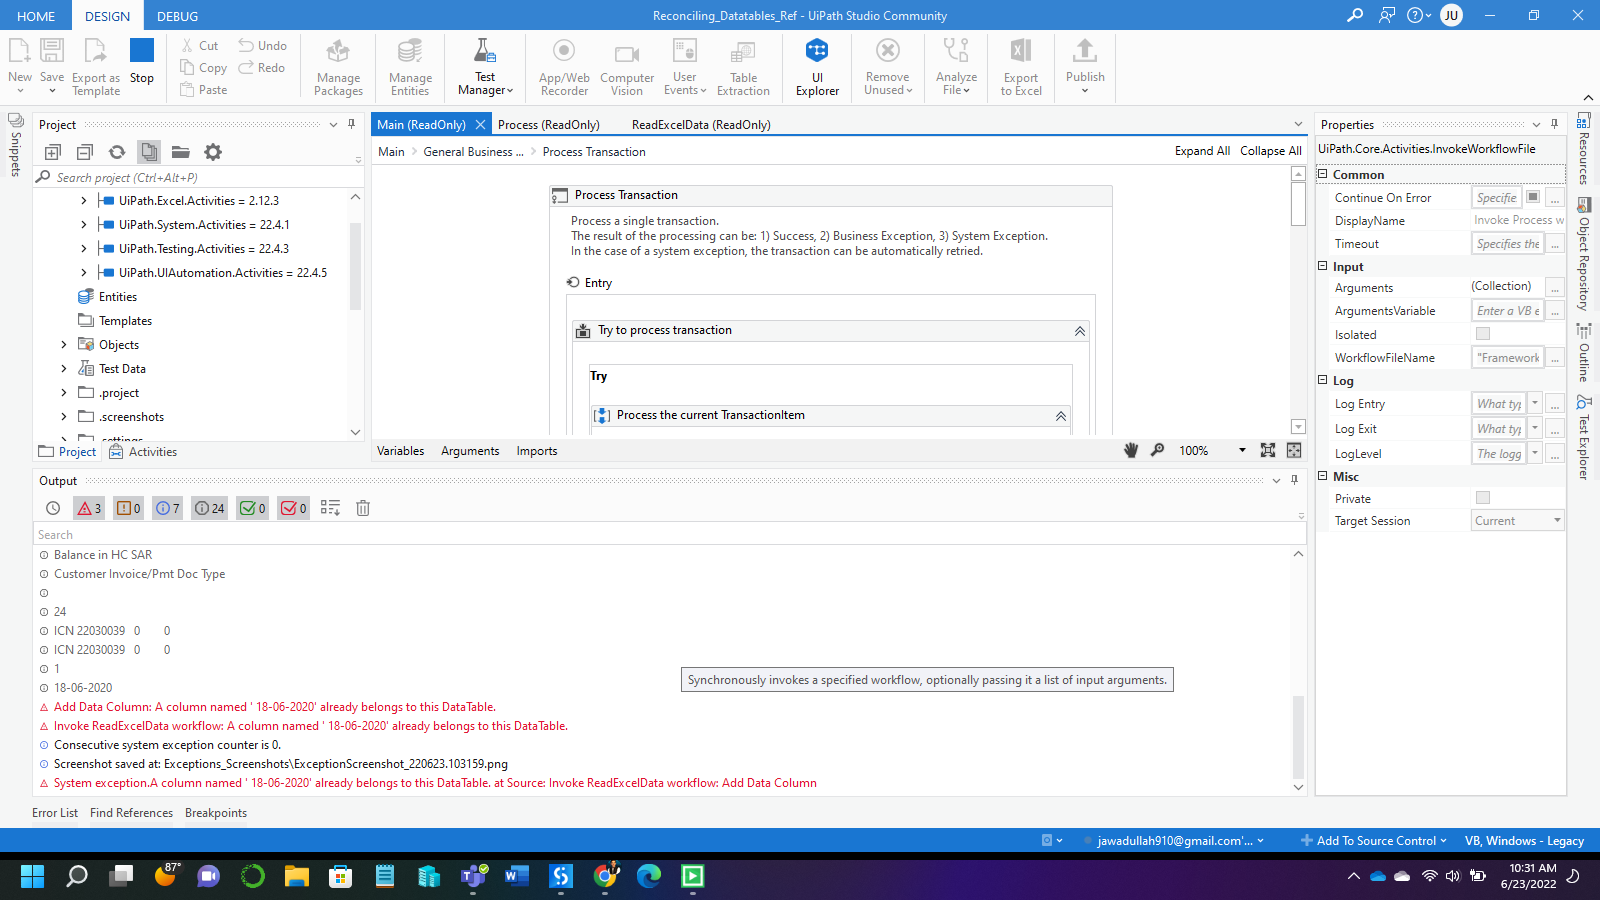 HOME DESIGN DEBUG Reconciling_Datatables_Ref - UiPath Studio Community JU
New Save Export as Template Stop Cut Copy Paste Undo Redo Manage Packages Manage Entities Test Manager App/Web Recorder Computer Vision User Events Table Extraction UI Explorer Remove Unused Analyze File Export to Excel Publish
Snippets
Project
Search project (Ctrl+Alt+P)
UiPath.Excel.Activities = 2.12.3
UiPath.System.Activities = 22.4.1
UiPath.Testing.Activities = 22.4.3
UiPath.UIAutomation.Activities = 22.4.5
Entities
Templates
Objects
Test Data
.project
.screenshots
.settings
Project Activities
Main (ReadOnly) Process (ReadOnly) ReadExcelData (ReadOnly)
Main General Business ... Process Transaction Expand All Collapse All
Process Transaction
Process a single transaction.
The result of the processing can be: 1) Success, 2) Business Exception, 3) System Exception.
In the case of a system exception, the transaction can be automatically retried.
Entry
Try to process transaction
Try
Process the current TransactionItem
Variables Arguments Imports 100%
Properties
UiPath.Core.Activities.InvokeWorkflowFile
Common
Continue On Error Specifie ...
DisplayName Invoke Process w
Timeout Specifies the ...
Input
Arguments (Collection) ...
ArgumentsVariable Enter a VB e ...
Isolated
WorkflowFileName "Framework ...
Log
Log Entry What typ ...
Log Exit What typ ...
LogLevel The logg ...
Misc
Private
Target Session Current
Resources
Object Repository
Outline
Test Explorer
Output
3 0 7 24 0 0
Search
Balance in HC SAR
Customer Invoice/Pmt Doc Type
24
ICN 22030039 0 0
ICN 22030039 0 0
1
18-06-2020
Synchronously invokes a specified workflow, optionally passing it a list of input arguments.
Add Data Column: A column named ' 18-06-2020' already belongs to this DataTable.
Invoke ReadExcelData workflow: A column named ' 18-06-2020' already belongs to this DataTable.
Consecutive system exception counter is 0.
Screenshot saved at: Exceptions_Screenshots\ExceptionScreenshot_220623.103159.png
System exception.A column named ' 18-06-2020' already belongs to this DataTable. at Source: Invoke ReadExcelData workflow: Add Data Column
Error List Find References Breakpoints
jawadullah910@gmail.com'... Add To Source Control VB, Windows - Legacy
87°
10:31 AM
6/23/2022